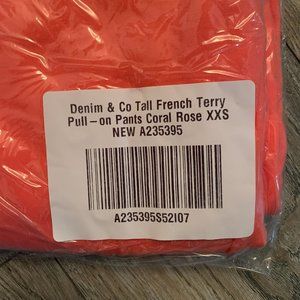 Denim & Co Tall French Terry
Pull-on Pants Coral Rose XXS
NEW A235395
A235395S52I07